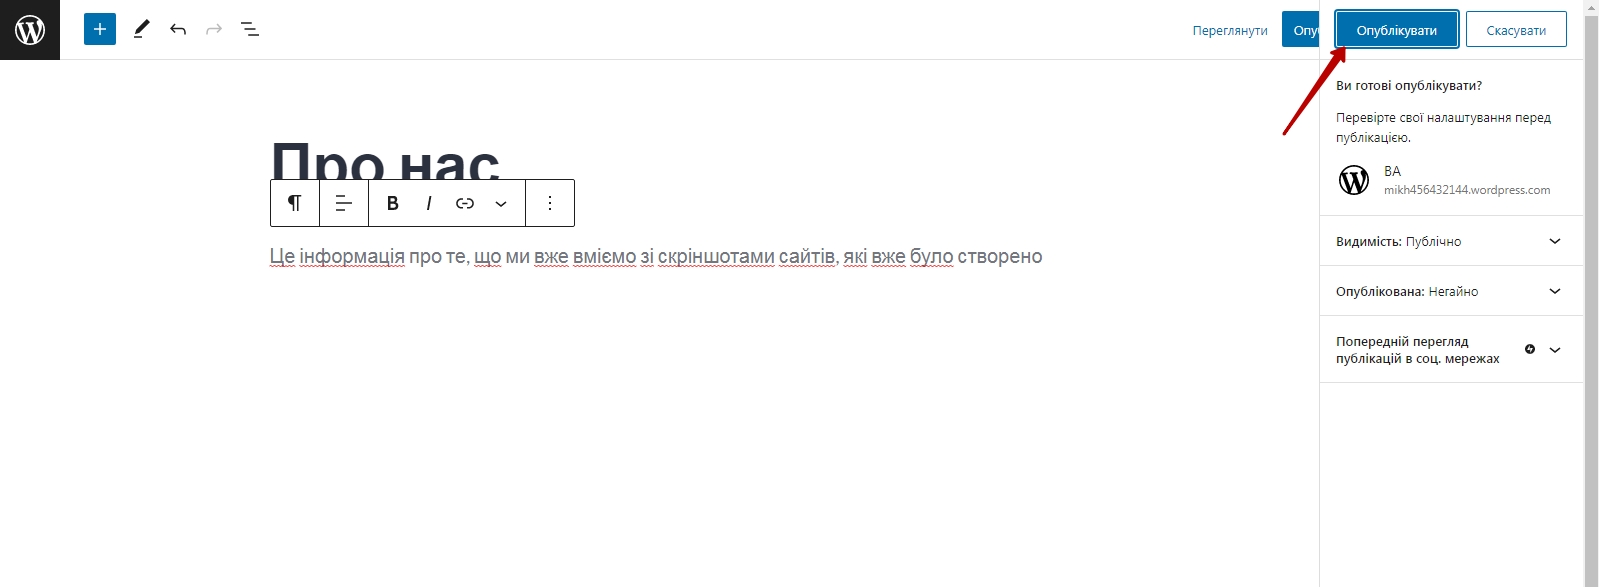 Переглянути
Опу
Опублікувати
Скасувати
Ви готові опублікувати?
Перевірте свої налаштування перед
публікацією.
BA
mikh456432144.wordpress.com
Видимість: Публічно
Опублікована: Негайно
Попередній перегляд
публікацій в соц. мережах
Про нас
B I
Це інформація про те, що ми вже вміємо зі скріншотами сайтів, які вже було створено